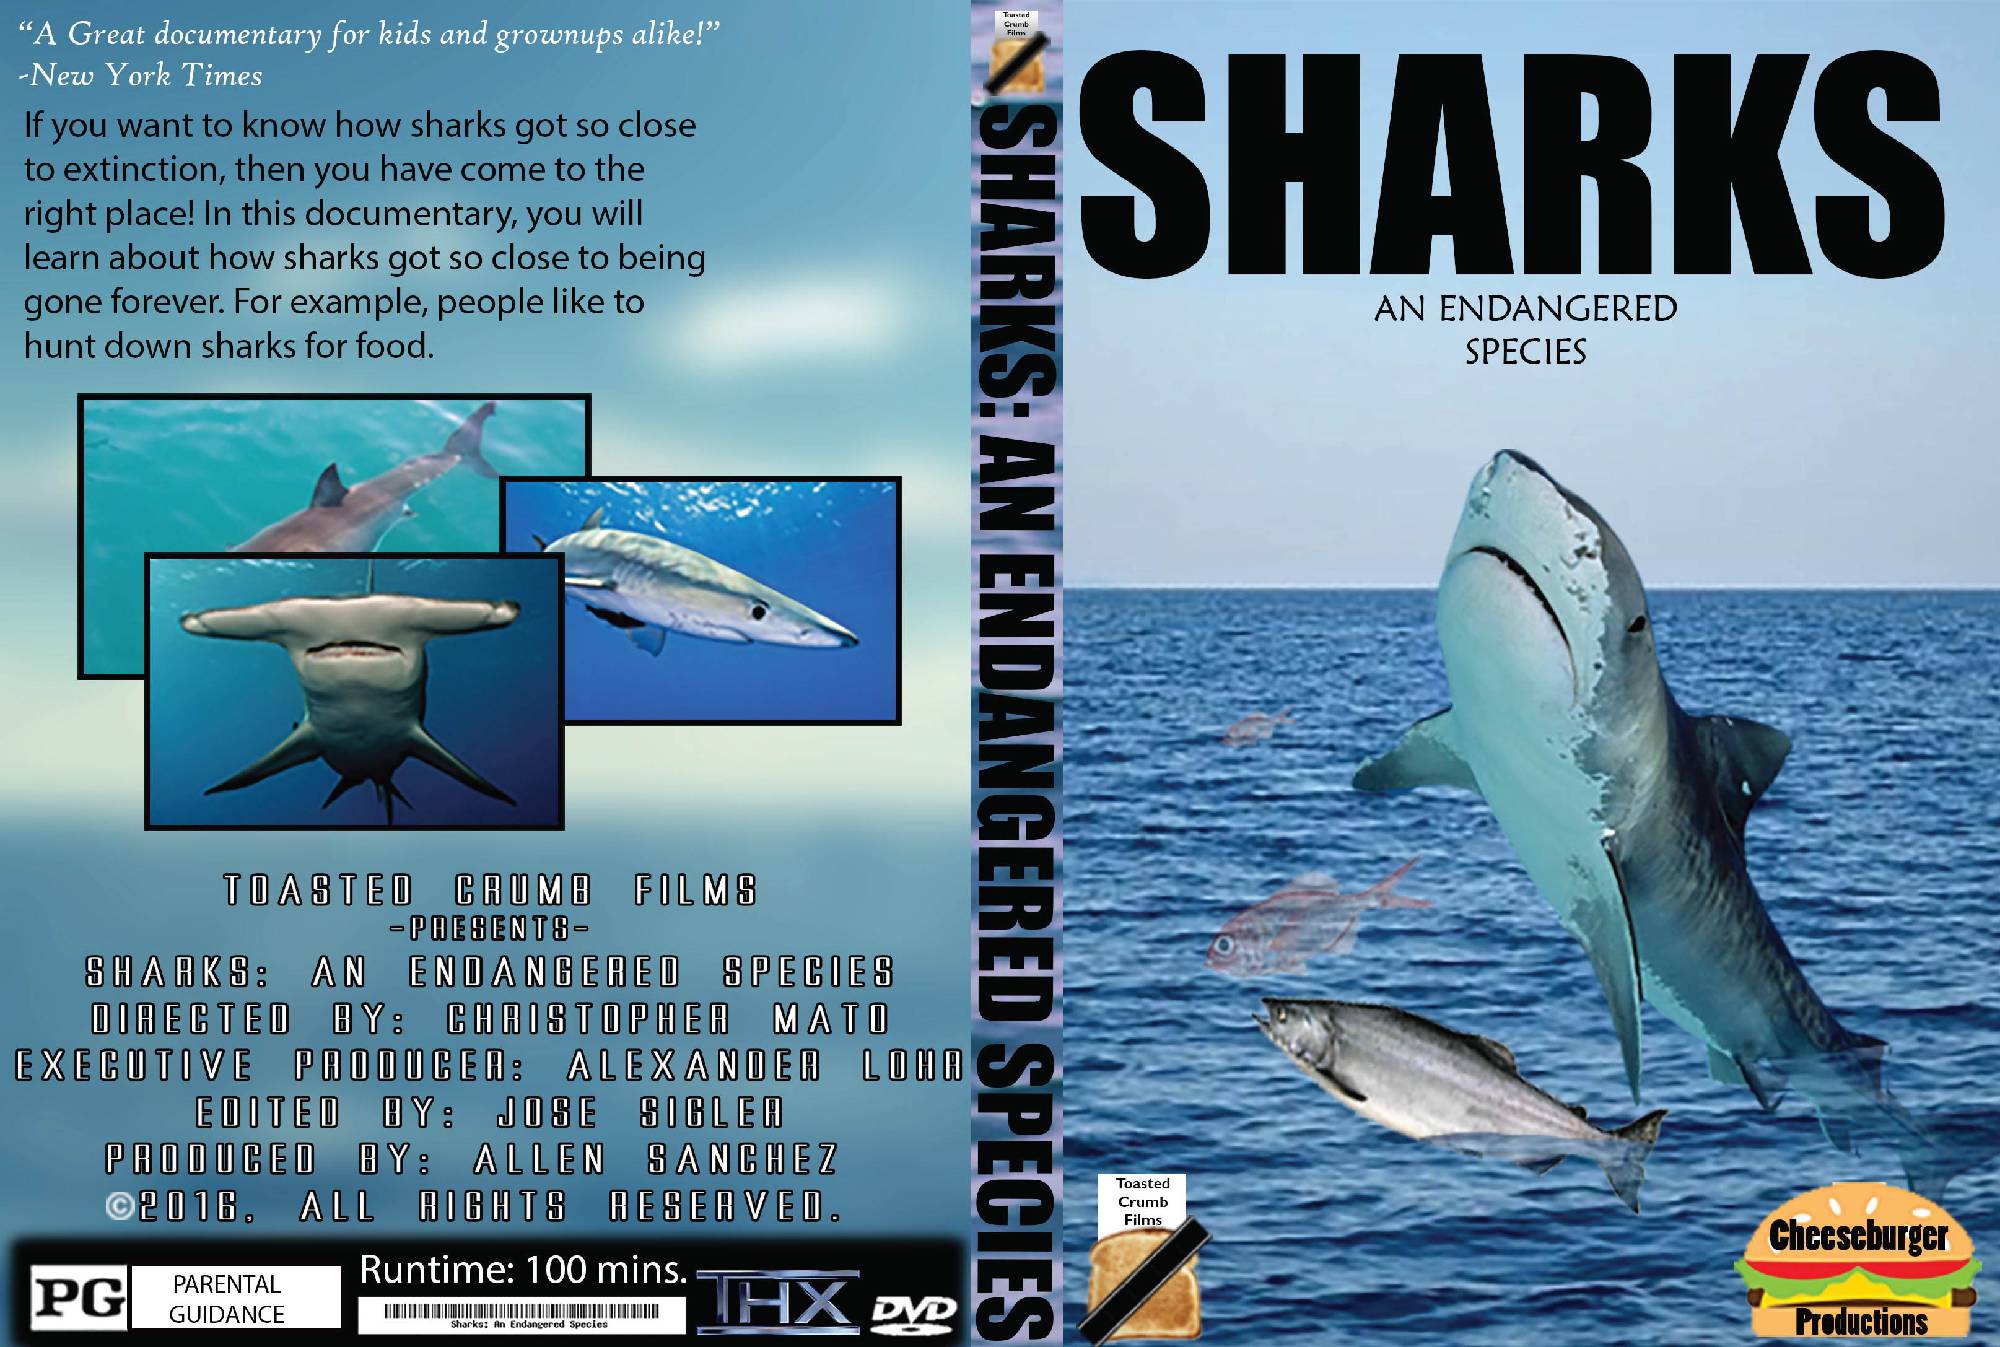 “A Great documentary for kids and grownups alike!”
-New York Times
If you want to know how sharks got so close
to extinction, then you have come to the
right place! In this documentary, you will
learn about how sharks got so close to being
gone forever. For example, people like to
hunt down sharks for food.
TOASTED CRUMB FILMS
-PRESENTS-
SHARKS: AN ENDANGERED SPECIES
DIRECTED BY: CHRISTOPHER MATO
EXECUTIVE PRODUCER: ALEXANDER LOHR
EDITED BY: JOSE SIGLER
PRODUCED BY: ALLEN SANCHEZ
©2016. ALL RIGHTS RESERVED.
PG
PARENTAL
GUIDANCE
Runtime: 100 mins.
Sharks: An Endangered Species
THX
DVD
Toasted
Crumb
Films
SHARKS: AN ENDANGERED SPECIES
SHARKS
AN ENDANGERED
SPECIES
Toasted
Crumb
Films
Cheeseburger
Productions